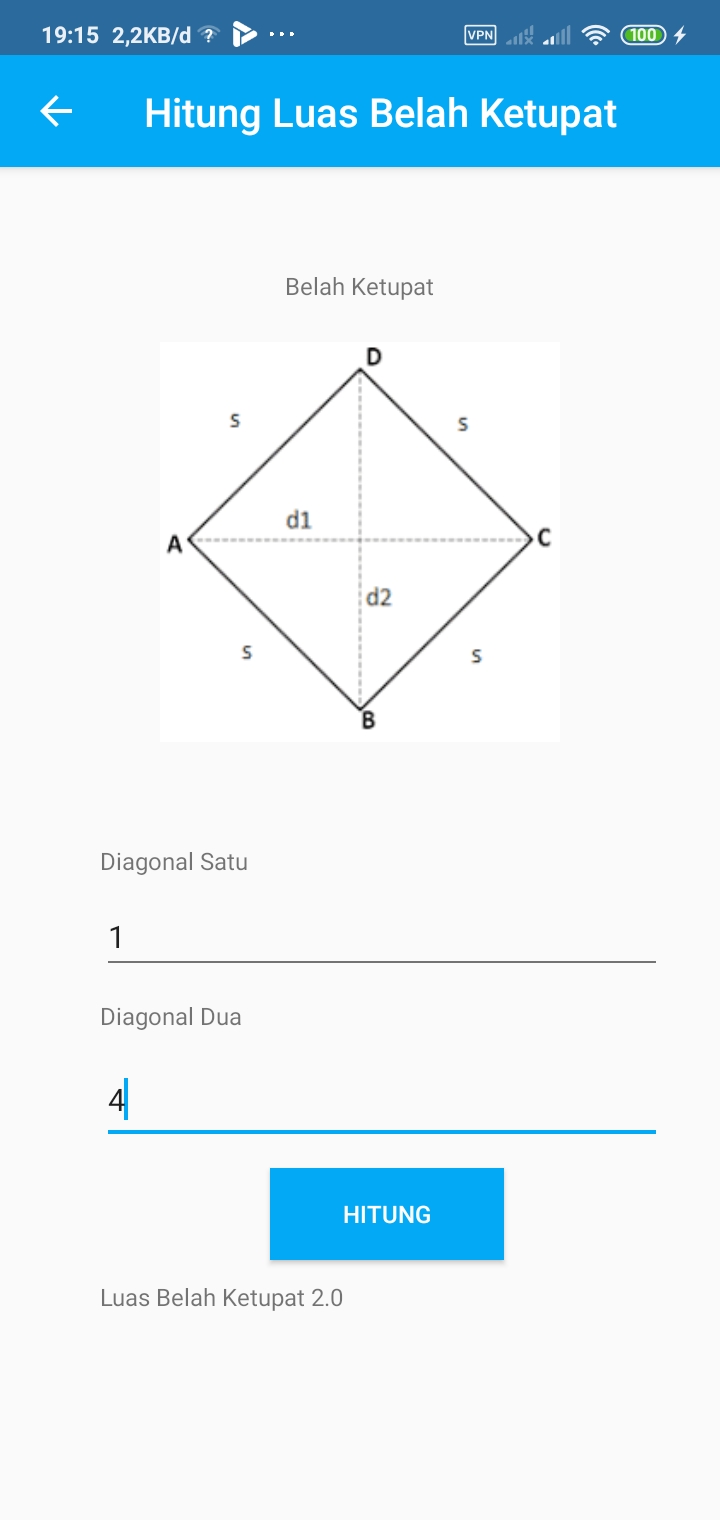 19:15 2,2KB/d ? ... VPN 100
Hitung Luas Belah Ketupat
Belah Ketupat
D
s s
d1
A C
d2
s s
B
Diagonal Satu
1
Diagonal Dua
4
HITUNG
Luas Belah Ketupat 2.0